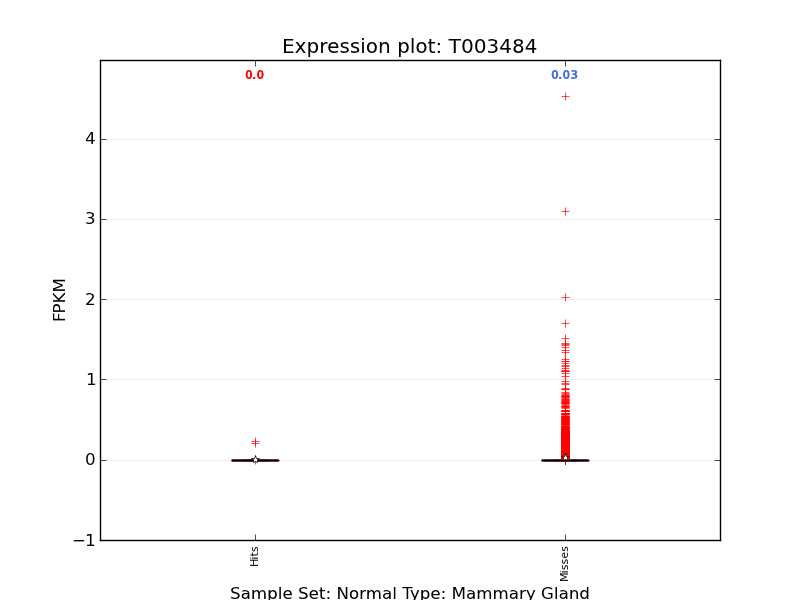 Expression plot: T003484
0.0
0.03
4
3
2
1
0
−1
FPKM
Hits
Misses
Sample Set: Normal Type: Mammary Gland